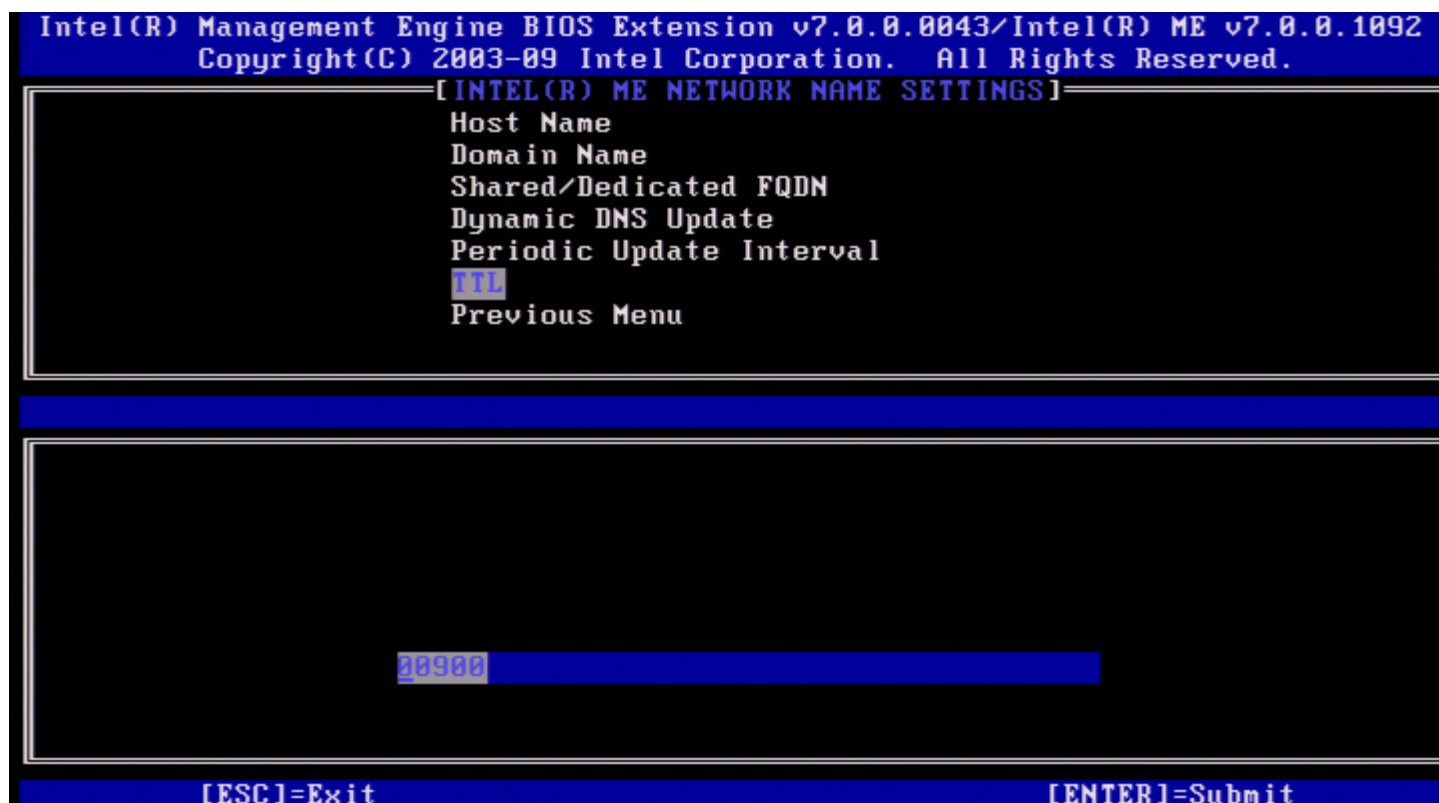 Intel(R) Management Engine BIOS Extension v7.0.0.0043/Intel(R) ME v7.0.0.1092
Copyright(C) 2003-09 Intel Corporation. All Rights Reserved.
[INTEL(R) ME NETWORK NAME SETTINGS]
Host Name
Domain Name
Shared/Dedicated FQDN
Dynamic DNS Update
Periodic Update Interval
TTL
Previous Menu
00900
[ESC]=Exit [ENTER]=Submit